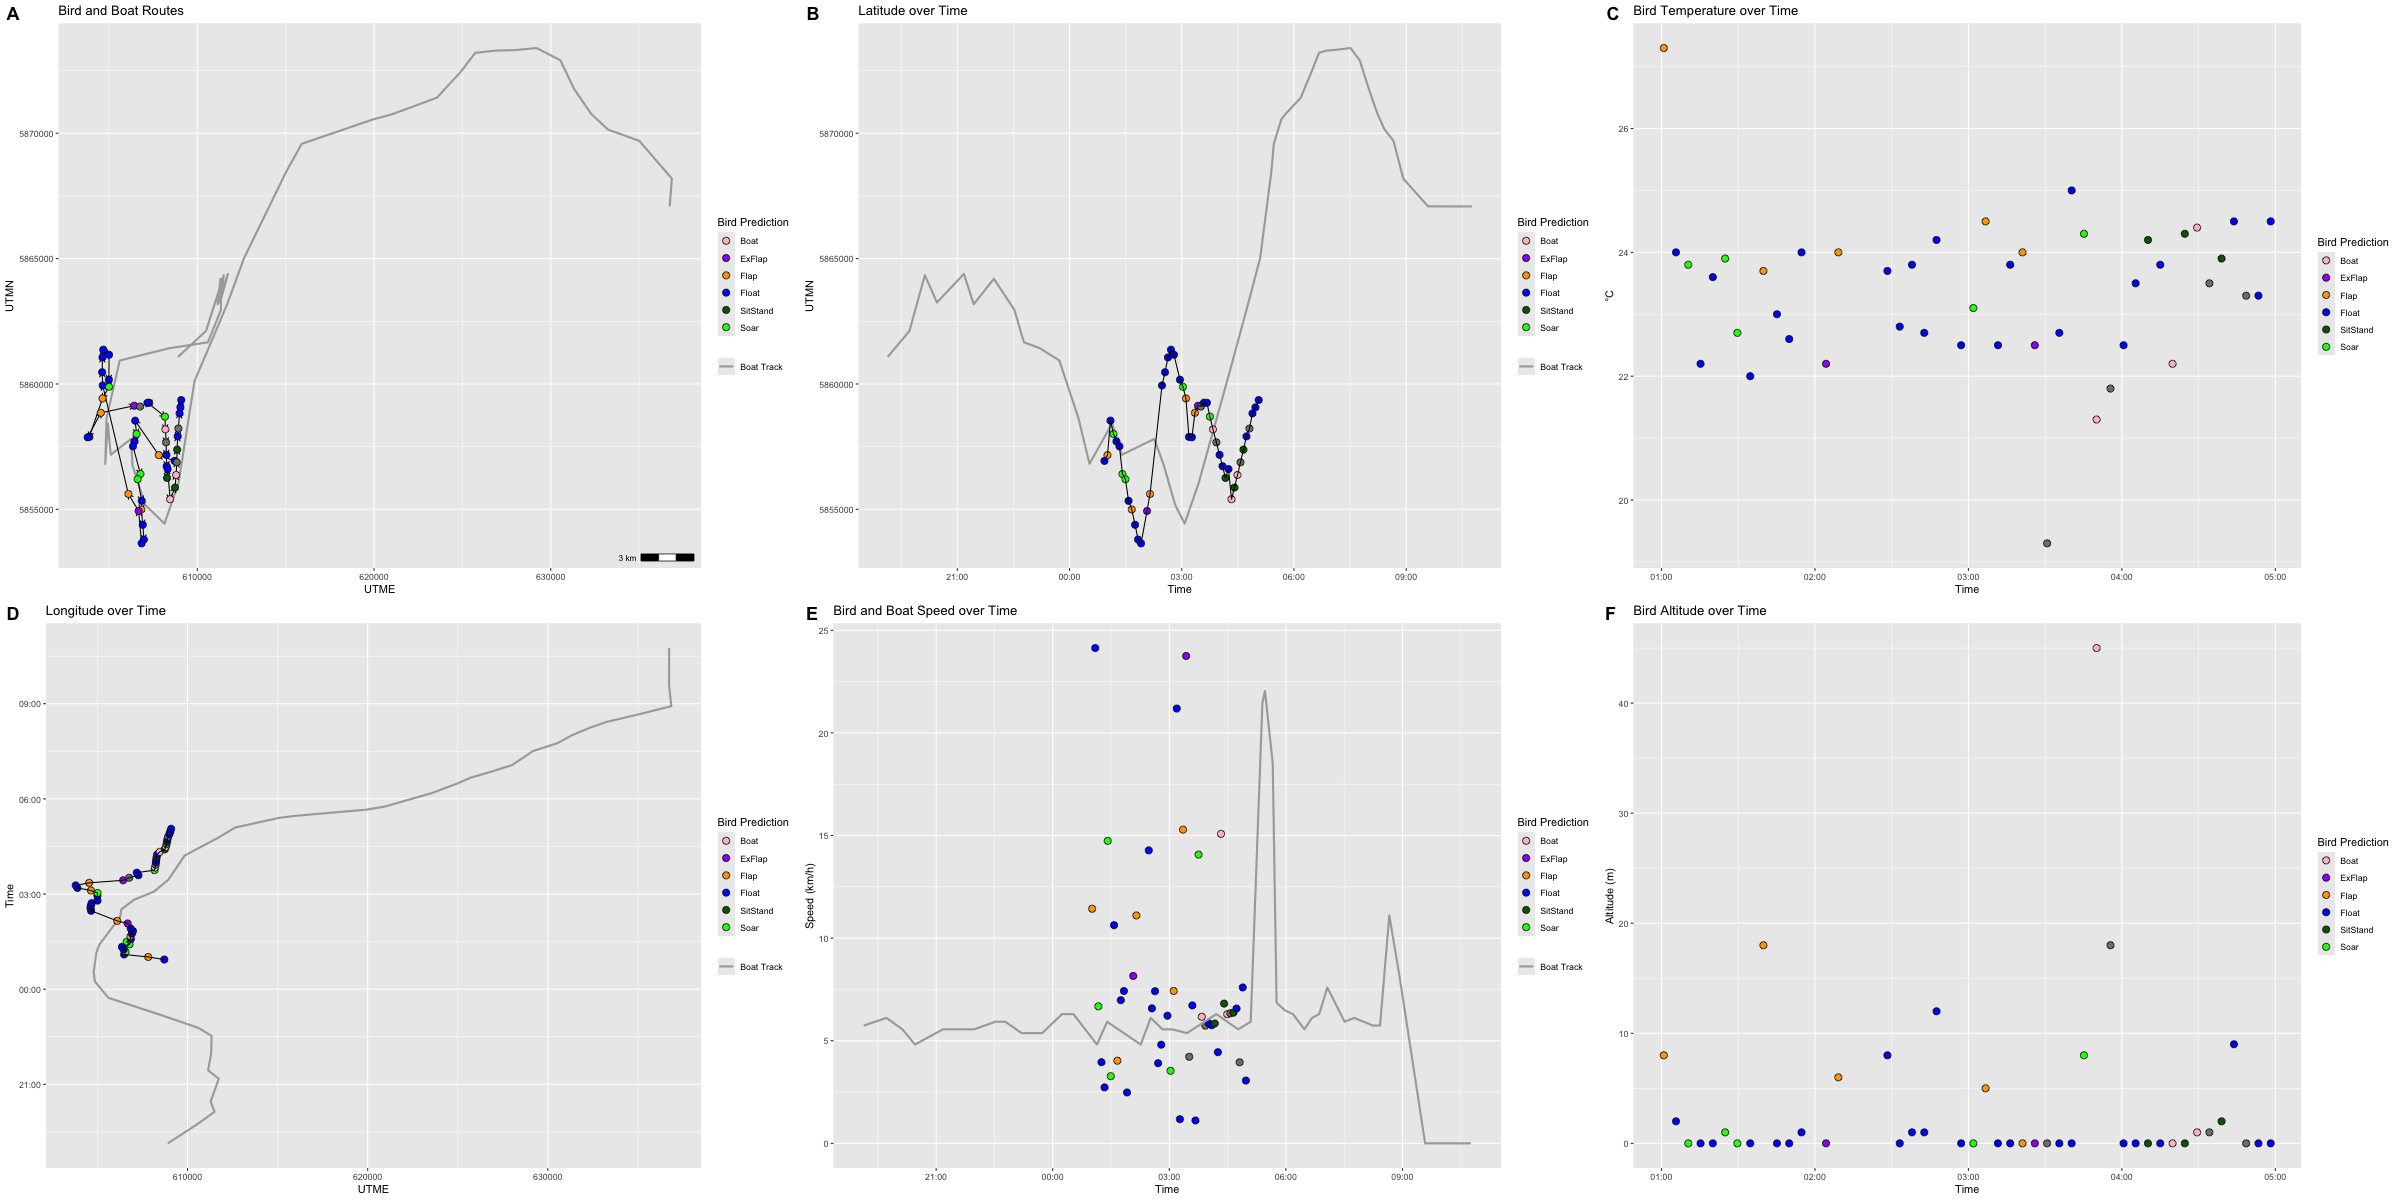 A Bird and Boat Routes
UTMN
5870000
5865000
5860000
5855000
610000
620000
630000
UTME
3 km
Bird Prediction
Boat
ExFlap
Flap
Float
SitStand
Soar
Boat Track
B Latitude over Time
UTMN
5870000
5865000
5860000
5855000
21:00
00:00
03:00
06:00
09:00
Time
Bird Prediction
Boat
ExFlap
Flap
Float
SitStand
Soar
Boat Track
C Bird Temperature over Time
°C
26
24
22
20
01:00
02:00
03:00
04:00
05:00
Time
Bird Prediction
Boat
ExFlap
Flap
Float
SitStand
Soar
D Longitude over Time
Time
09:00
06:00
03:00
00:00
21:00
610000
620000
630000
UTME
Bird Prediction
Boat
ExFlap
Flap
Float
SitStand
Soar
Boat Track
E Bird and Boat Speed over Time
Speed (km/h)
25
20
15
10
5
0
21:00
00:00
03:00
06:00
09:00
Time
Bird Prediction
Boat
ExFlap
Flap
Float
SitStand
Soar
Boat Track
F Bird Altitude over Time
Altitude (m)
40
30
20
10
0
01:00
02:00
03:00
04:00
05:00
Time
Bird Prediction
Boat
ExFlap
Flap
Float
SitStand
Soar